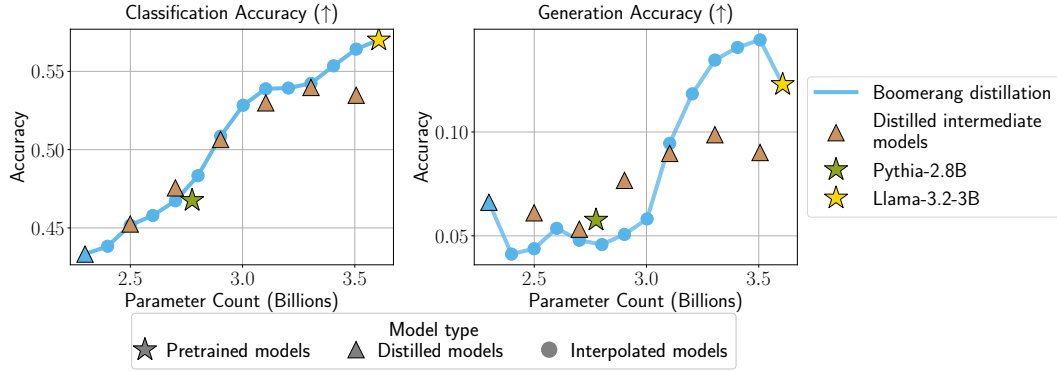 Classification Accuracy (↑)
Accuracy
0.55
0.50
0.45
2.5 3.0 3.5
Parameter Count (Billions)
Generation Accuracy (↑)
Accuracy
0.10
0.05
2.5 3.0 3.5
Parameter Count (Billions)
Boomerang distillation
Distilled intermediate
models
Pythia-2.8B
Llama-3.2-3B
Model type
Pretrained models Distilled models Interpolated models